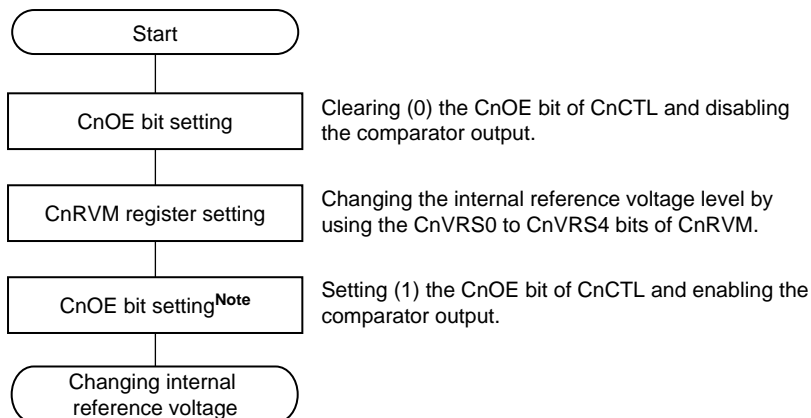 Start
CnOE bit setting
Clearing (0) the CnOE bit of CnCTL and disabling
the comparator output.
CnRVM register setting
Changing the internal reference voltage level by
using the CnVRS0 to CnVRS4 bits of CnRVM.
CnOE bit settingNote
Setting (1) the CnOE bit of CnCTL and enabling the
comparator output.
Changing internal
reference voltage